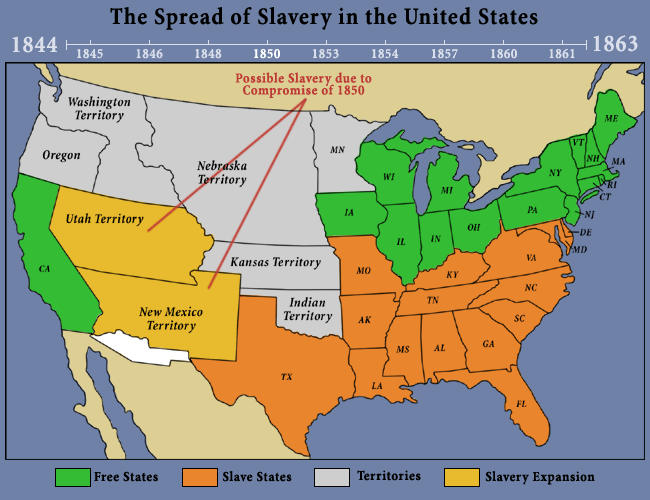 The Spread of Slavery in the United States
1844
1845
1846
1848
1850
1853
1854
1857
1860
1861
1863
Possible Slavery due to
Compromise of 1850
Washington
Territory
Oregon
Nebraska
Territory
MN
WI
MI
ME
VT
NH
MA
NY
RI
CT
Utah Territory
IA
PA
NJ
IL
IN
OH
DE
MD
CA
Kansas Territory
MO
KY
VA
New Mexico
Territory
Indian
Territory
TN
NC
AK
SC
MS
AL
GA
TX
LA
FL
Free States
Slave States
Territories
Slavery Expansion